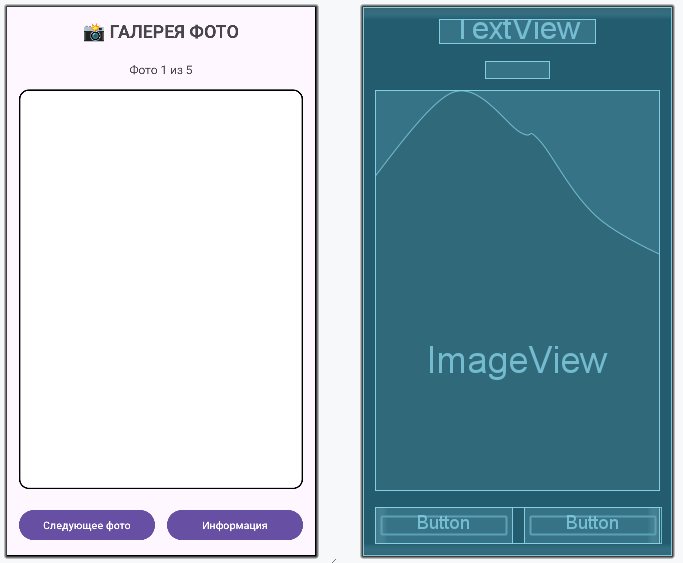 📸 ГАЛЕРЕЯ ФОТО
Фото 1 из 5
Следующее фото
Информация
TextView
ImageView
Button
Button